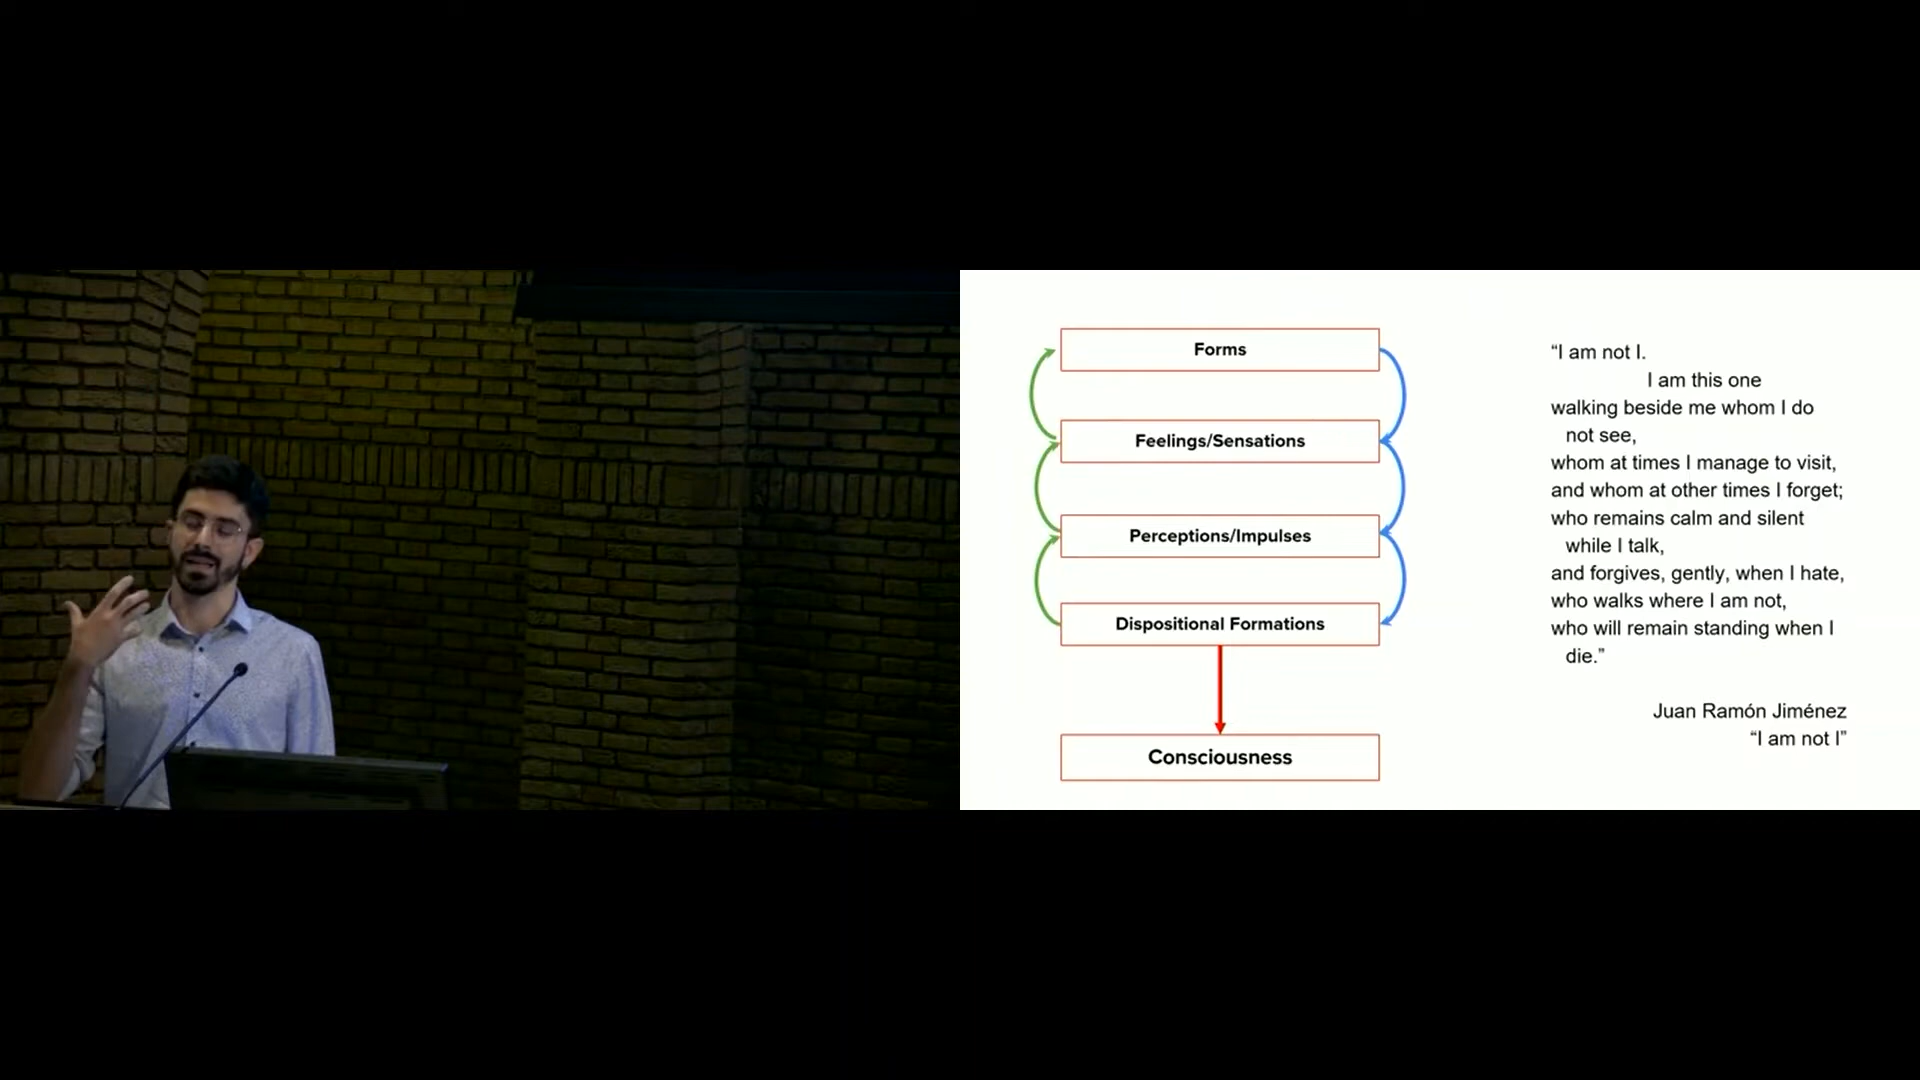 Forms
Feelings/Sensations
Perceptions/Impulses
Dispositional Formations
Consciousness
“I am not I.
I am this one
walking beside me whom I do
not see,
whom at times I manage to visit,
and whom at other times I forget;
who remains calm and silent
while I talk,
and forgives, gently, when I hate,
who walks where I am not,
who will remain standing when I
die.”
Juan Ramón Jiménez
“I am not I”